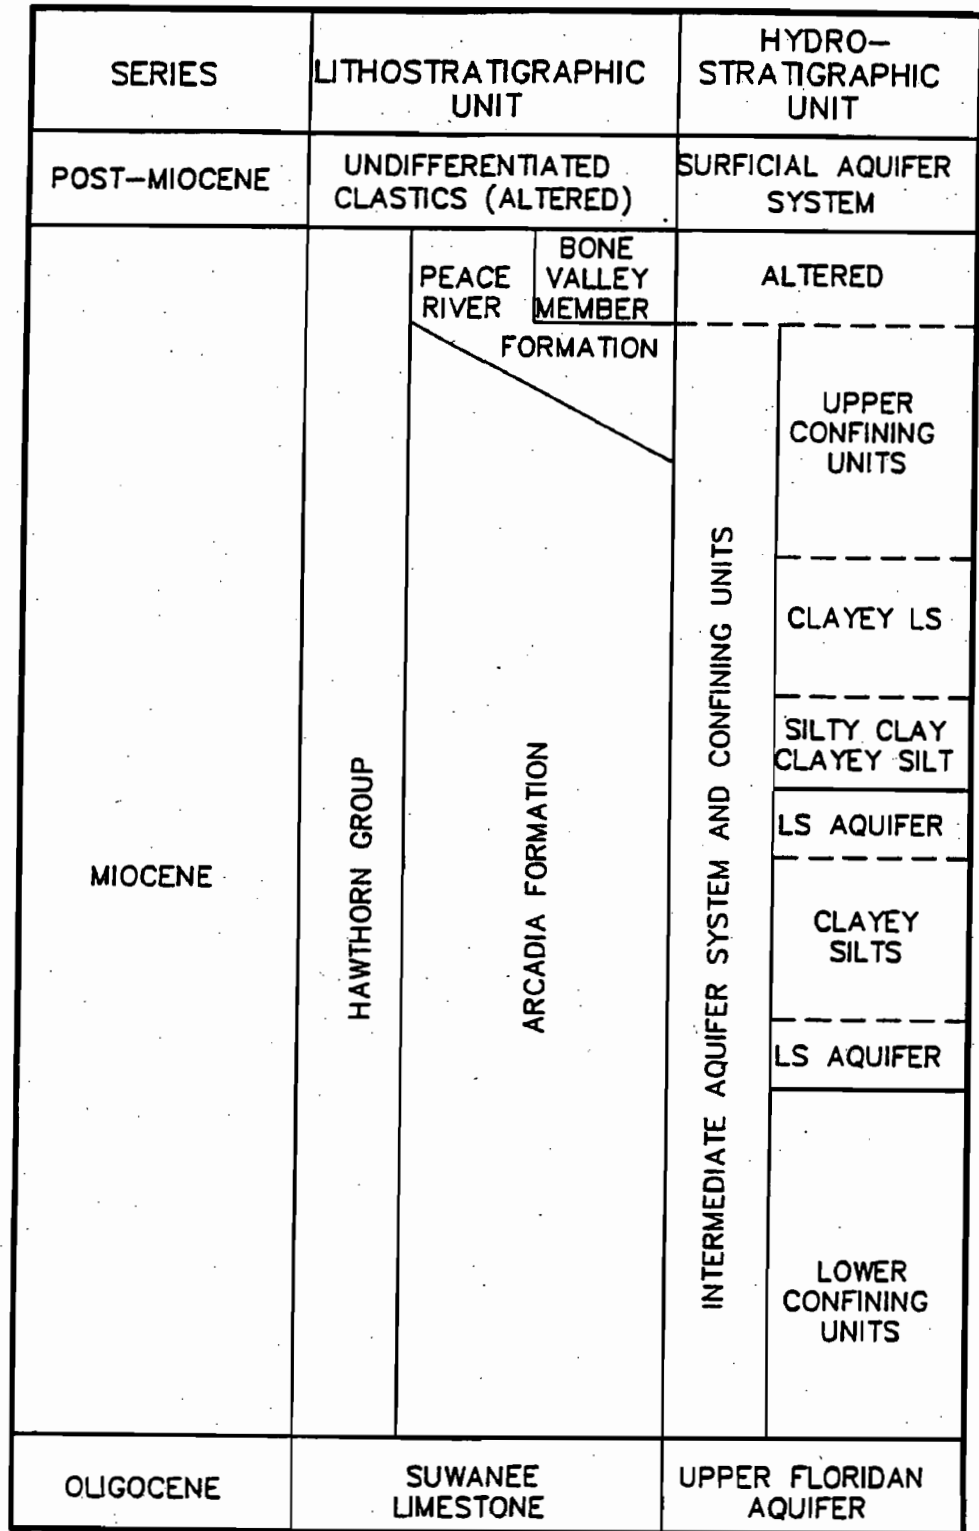 SERIES
LITHOSTRATIGRAPHIC
UNIT
HYDRO-
STRATIGRAPHIC
UNIT
POST-MIOCENE
UNDIFFERENTIATED
CLASTICS (ALTERED)
SURFICIAL AQUIFER
SYSTEM
MIOCENE
HAWTHORN GROUP
PEACE
RIVER
BONE
VALLEY
MEMBER
FORMATION
ARCADIA FORMATION
ALTERED
INTERMEDIATE AQUIFER SYSTEM AND CONFINING UNITS
UPPER
CONFINING
UNITS
CLAYEY LS
SILTY CLAY
CLAYEY SILT
LS AQUIFER
CLAYEY
SILTS
LS AQUIFER
LOWER
CONFINING
UNITS
OLIGOCENE
SUWANEE
LIMESTONE
UPPER FLORIDAN
AQUIFER